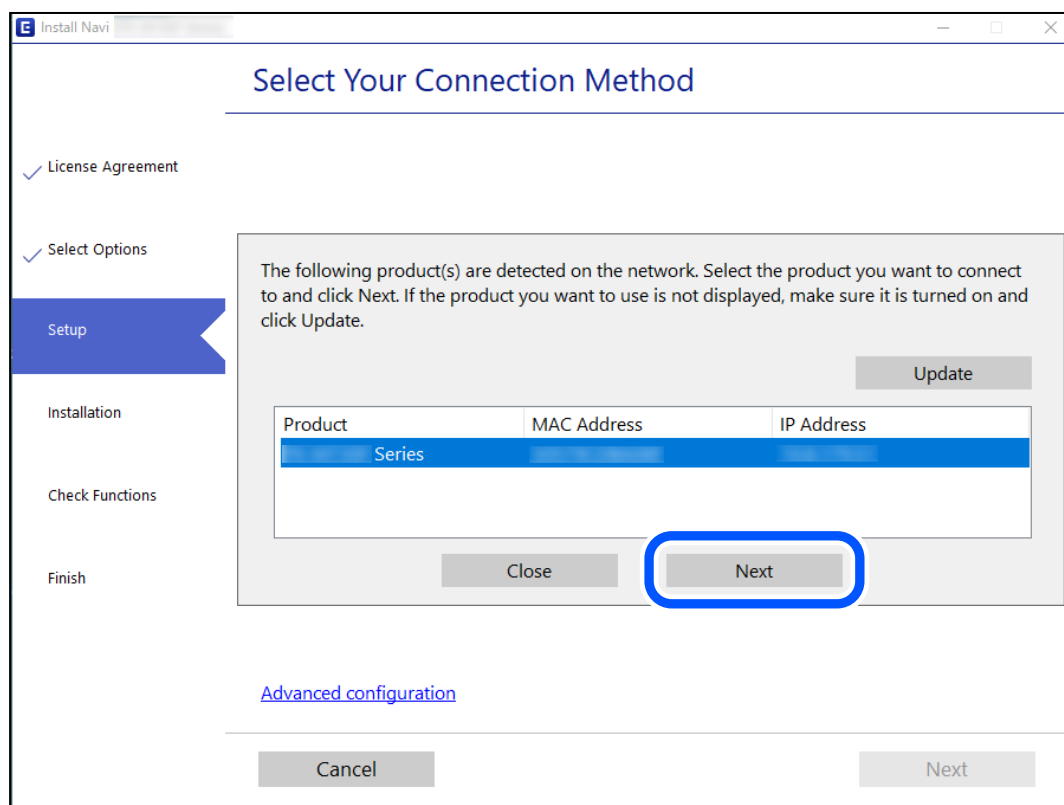 E Install Navi
Select Your Connection Method
License Agreement
Select Options
Setup
Installation
Check Functions
Finish
The following product(s) are detected on the network. Select the product you want to connect
to and click Next. If the product you want to use is not displayed, make sure it is turned on and
click Update.
Update
Product MAC Address IP Address
Series
Close Next
Advanced configuration
Cancel Next